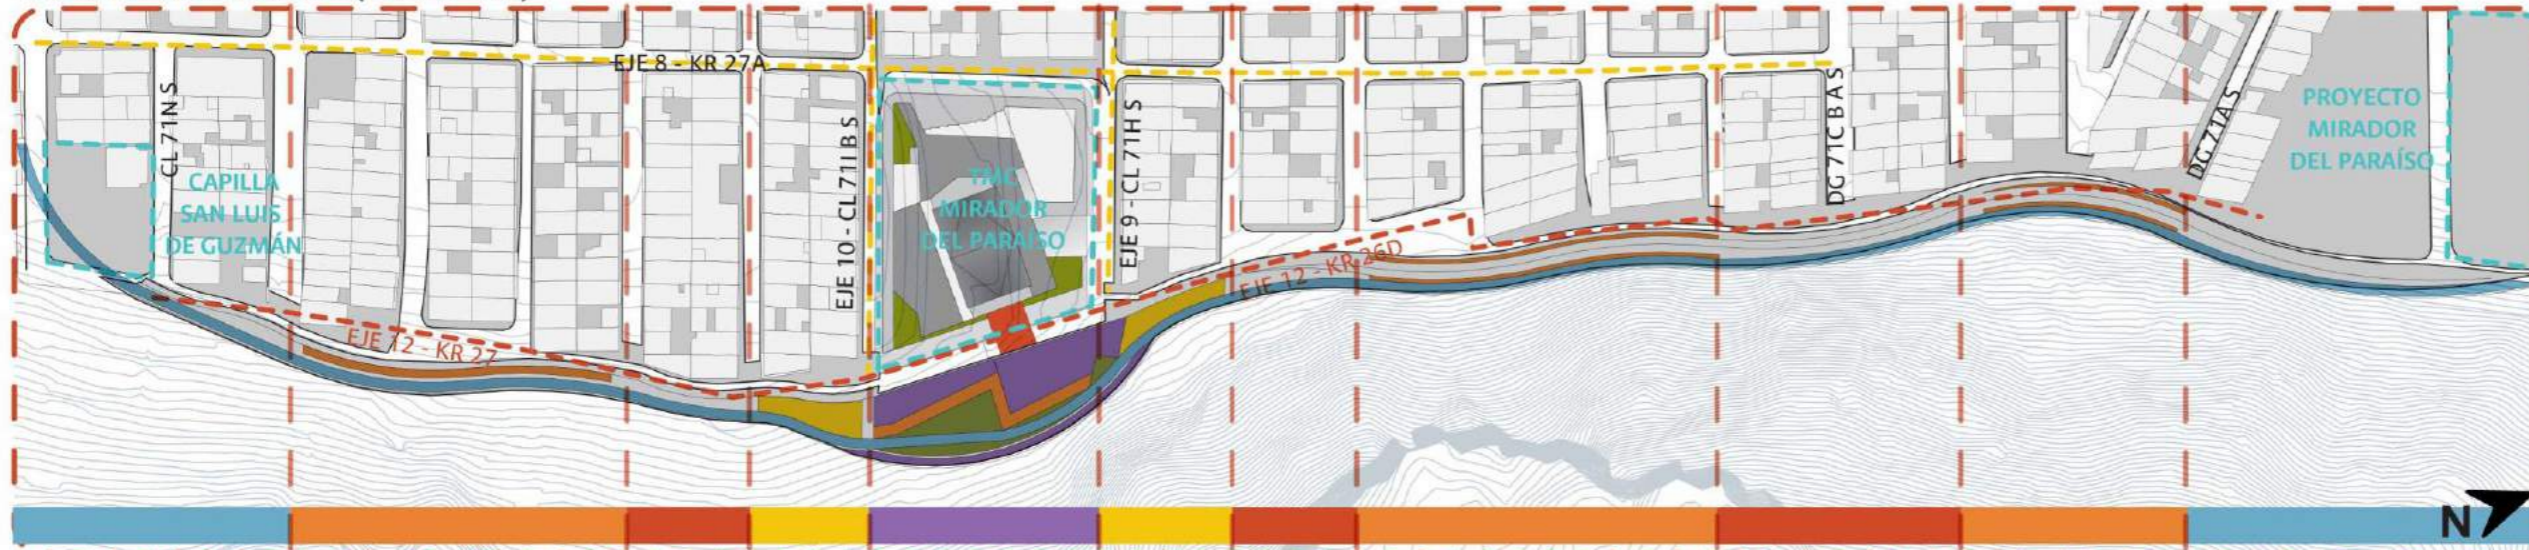 EJE 8 - KR 27A
CL 71N S
CAPILLA
SAN LUIS
DE GUZMÁN
EJE 12 - KR 27
EJE 10 - CL 71I B S
TMC
MIRADOR
DEL PARAÍSO
EJE 9 - CL 71H S
EJE 12 - KR 26D
DG 71C B A S
DG 71A S
PROYECTO
MIRADOR
DEL PARAÍSO
N